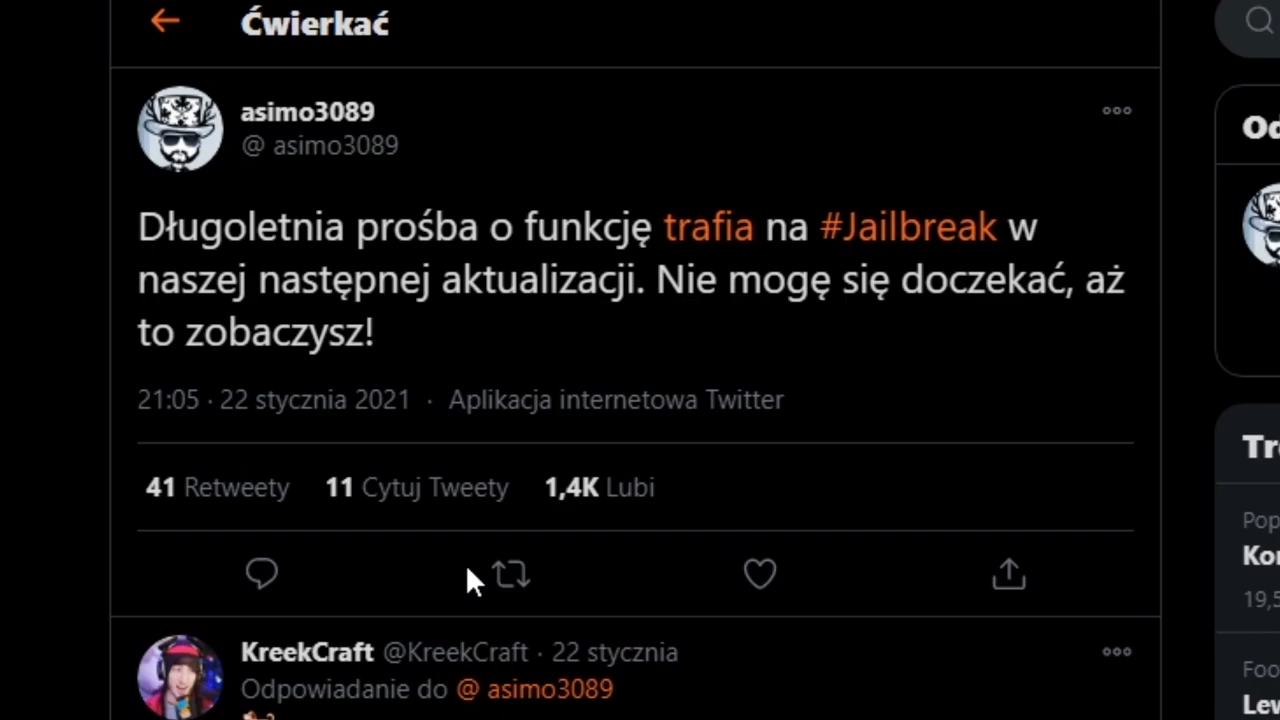 Ćwierkać
asimo3089
@ asimo3089
Długoletnia prośba o funkcję trafia na #Jailbreak w
naszej następnej aktualizacji. Nie mogę się doczekać, aż
to zobaczysz!
21:05 · 22 stycznia 2021 · Aplikacja internetowa Twitter
41 Retweety 11 Cytuj Tweety 1,4K Lubi
KreekCraft @KreekCraft · 22 stycznia
Odpowiadanie do @ asimo3089